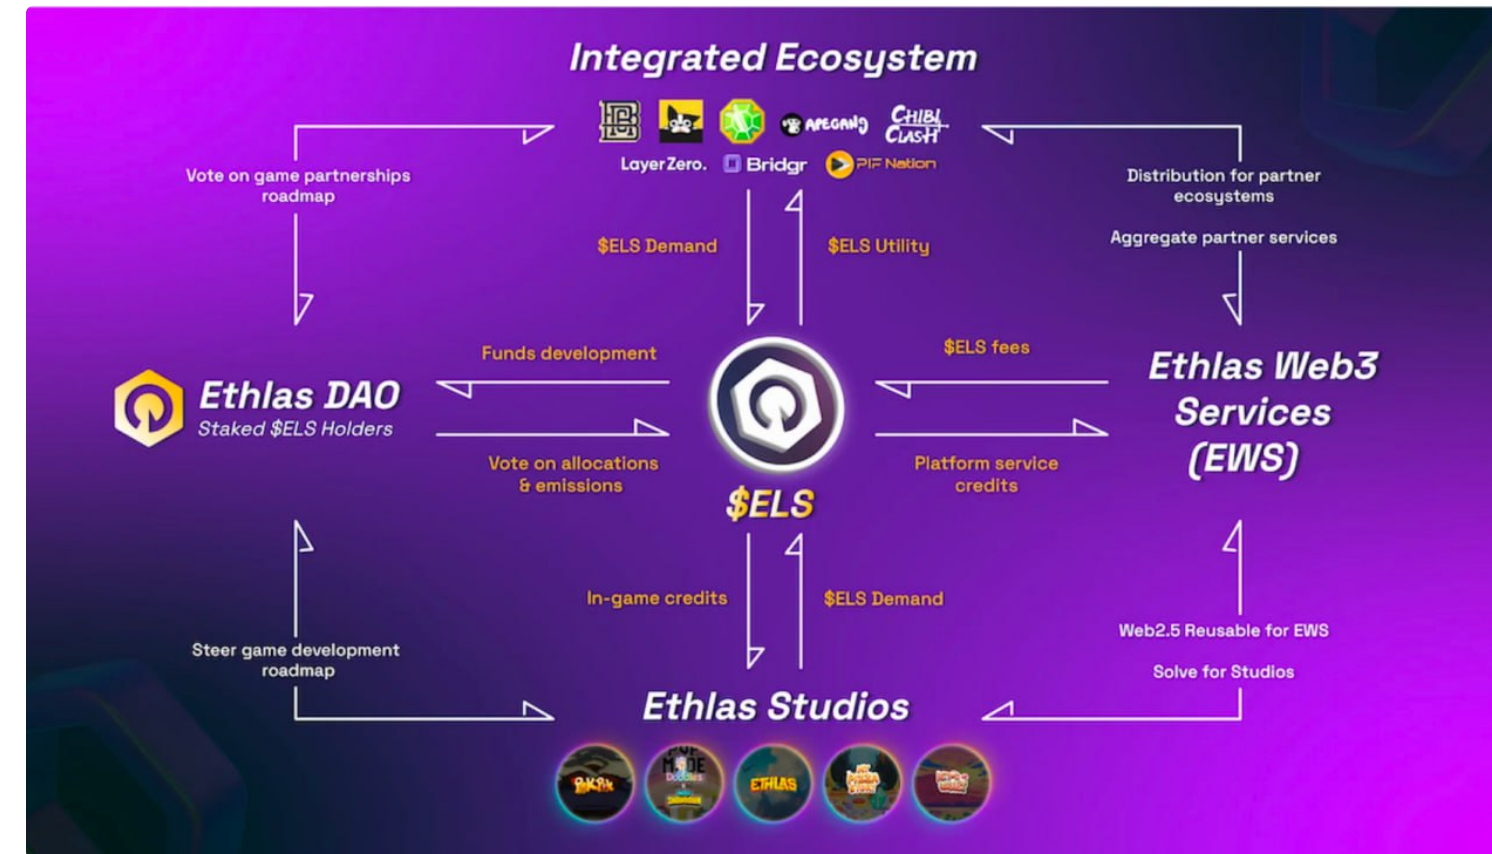 Integrated Ecosystem
APEGANG
CHIBI
CLASH
LayerZero.
Bridgr
PIF Nation
Vote on game partnerships
roadmap
Distribution for partner
ecosystems
Aggregate partner services
$ELS Demand
$ELS Utility
Funds development
$ELS fees
Ethlas DAO
Staked $ELS Holders
Ethlas Web3
Services
(EWS)
Vote on allocations
& emissions
Platform service
credits
$ELS
In-game credits
$ELS Demand
Steer game development
roadmap
Web2.5 Reusable for EWS
Solve for Studios
Ethlas Studios
ETHLAS